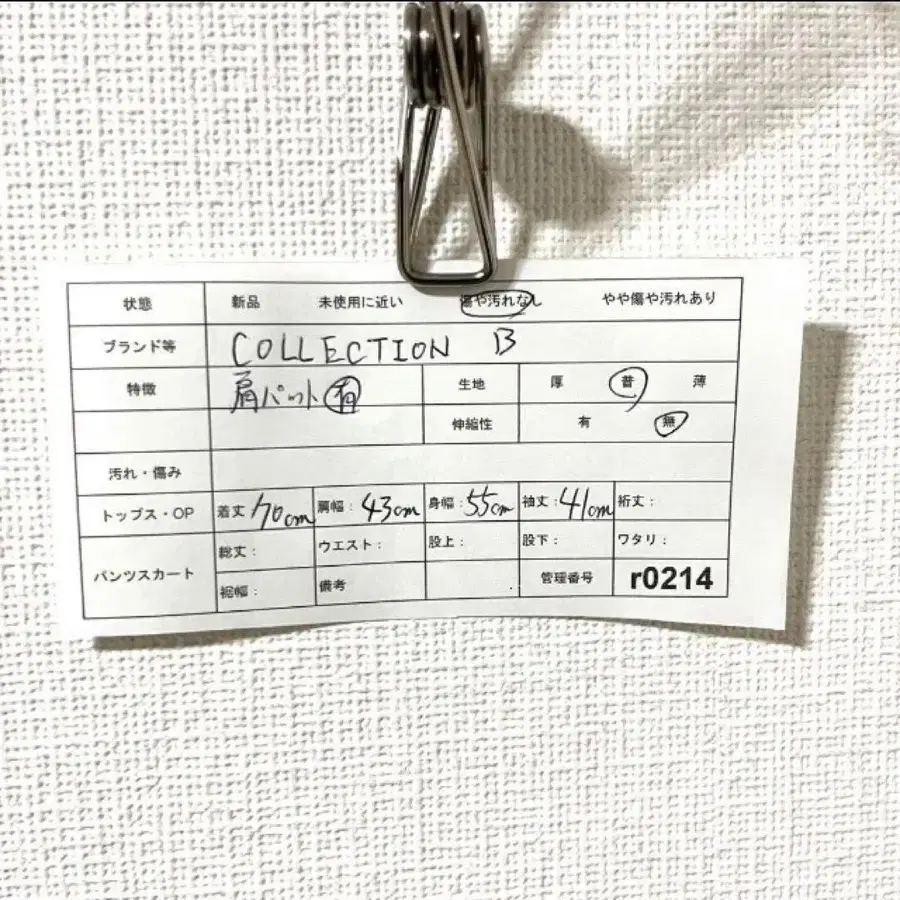 状態 新品 未使用に近い 傷や汚れなし やや傷や汚れあり
ブランド等 COLLECTION B
特徴 肩パット有 生地 厚 普 薄
伸縮性 有 無
汚れ・傷み
トップス・OP 着丈 70cm 肩幅: 43cm 身幅: 55cm 袖丈: 41cm 裄丈:
パンツスカート 総丈: ウエスト: 股上: 股下: ワタリ:
裾幅: 備考 管理番号 r0214